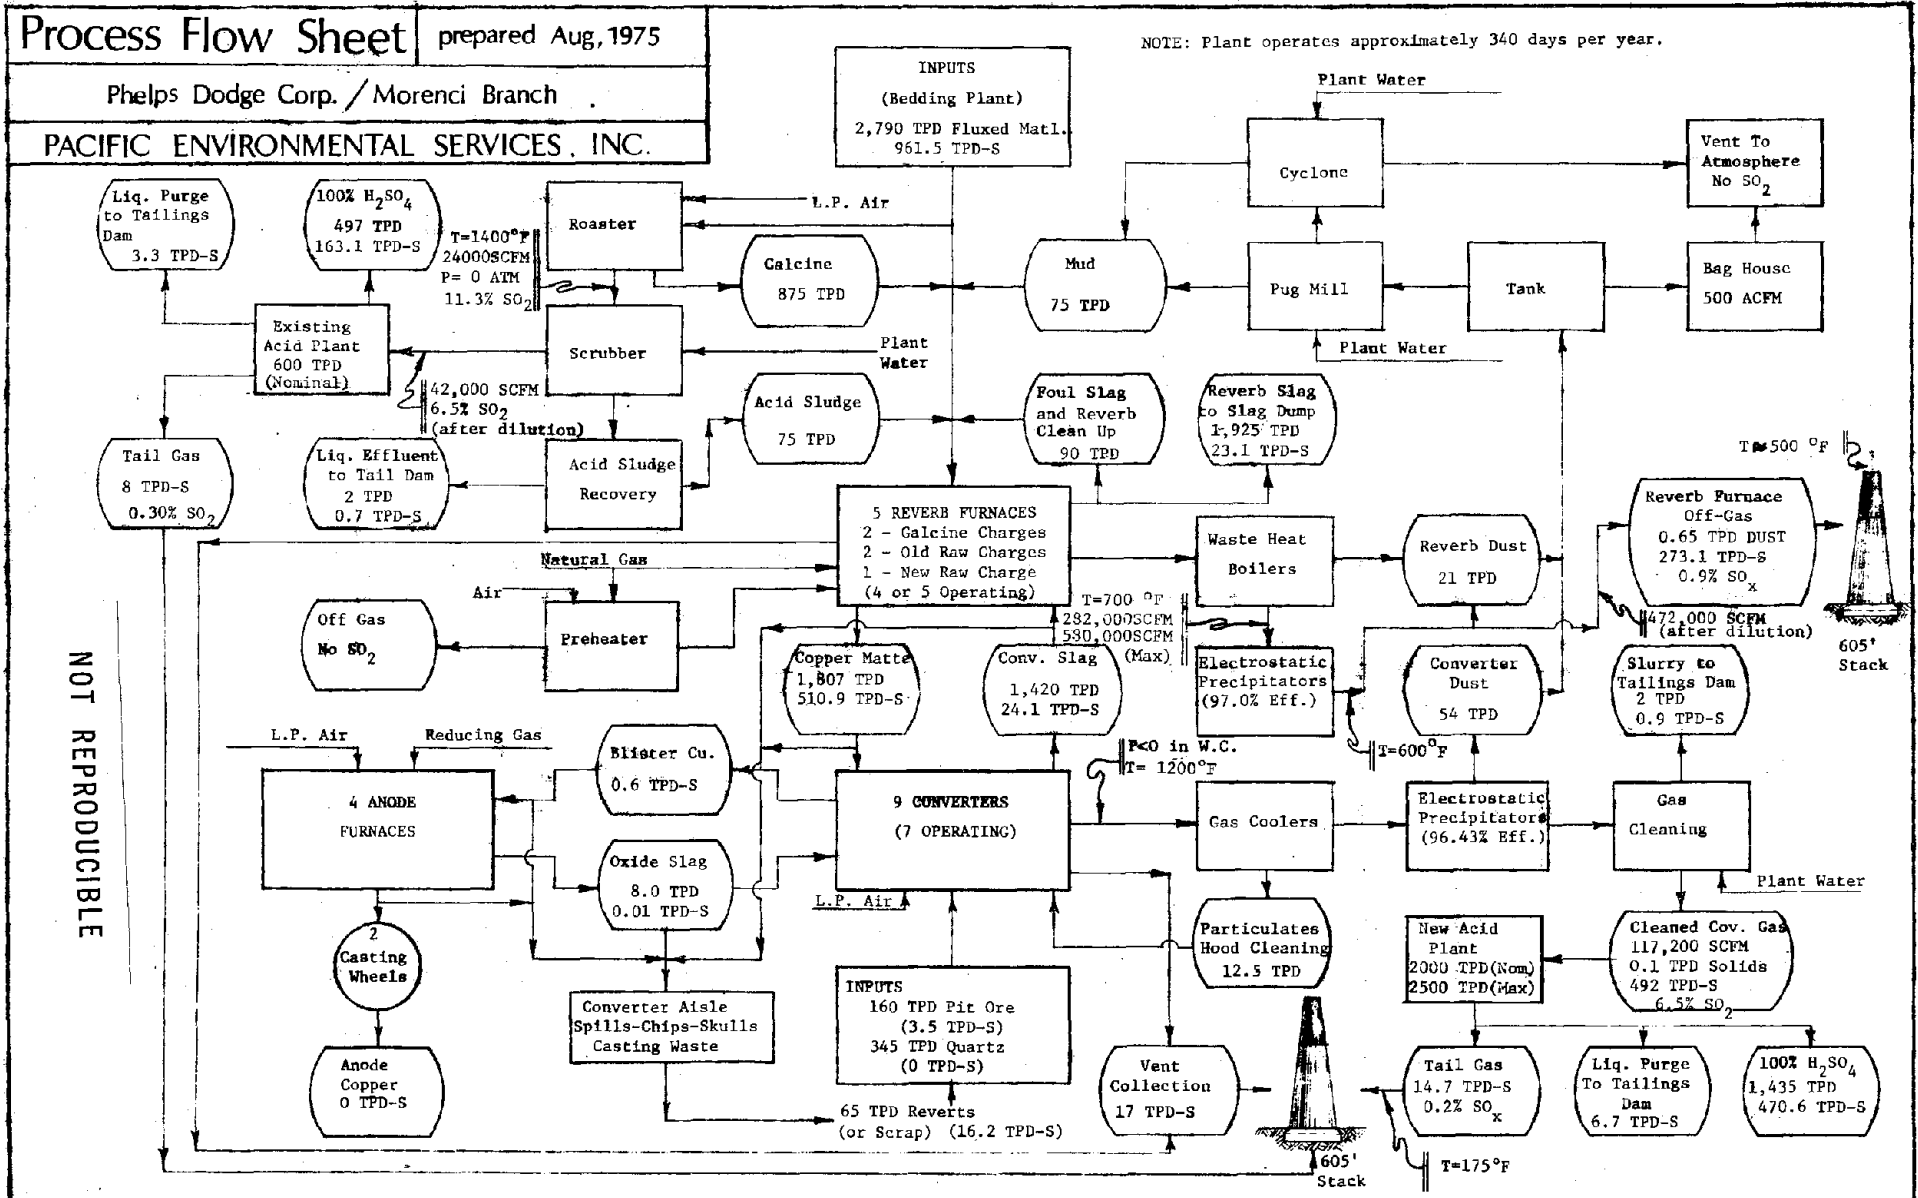 Process Flow Sheet
prepared Aug, 1975
Phelps Dodge Corp. / Morenci Branch
PACIFIC ENVIRONMENTAL SERVICES, INC.
NOTE: Plant operates approximately 340 days per year.
INPUTS
(Bedding Plant)
2,790 TPD Fluxed Matl.
961.5 TPD-S
Plant Water
Cyclone
Vent To
Atmosphere
No SO2
Liq. Purge
to Tailings
Dam
3.3 TPD-S
100% H2SO4
497 TPD
163.1 TPD-S
Roaster
L.P. Air
T=1400°F
24000SCFM
P= 0 ATM
11.3% SO2
Calcine
875 TPD
Mud
75 TPD
Pug Mill
Tank
Bag House
500 ACFM
Plant Water
Existing
Acid Plant
600 TPD
(Nominal)
Scrubber
Plant
Water
42,000 SCFM
6.5% SO2
(after dilution)
Acid Sludge
75 TPD
Foul Slag
and Reverb
Clean Up
90 TPD
Reverb Slag
to Slag Dump
1,925 TPD
23.1 TPD-S
Tail Gas
8 TPD-S
0.30% SO2
Liq. Effluent
to Tail Dam
2 TPD
0.7 TPD-S
Acid Sludge
Recovery
5 REVERB FURNACES
2 - Calcine Charges
2 - Old Raw Charges
1 - New Raw Charge
(4 or 5 Operating)
Waste Heat
Boilers
Reverb Dust
21 TPD
Reverb Furnace
Off-Gas
0.65 TPD DUST
273.1 TPD-S
0.9% SOx
T≈500 °F
605'
Stack
472,000 SCFM
(after dilution)
Natural Gas
Air
Off Gas
No SO2
Preheater
T=700 °F
282,000SCFM
530,000SCFM
(Max)
Copper Matte
1,807 TPD
510.9 TPD-S
Conv. Slag
1,420 TPD
24.1 TPD-S
Electrostatic
Precipitators
(97.0% Eff.)
T=600°F
Converter
Dust
54 TPD
Slurry to
Tailings Dam
2 TPD
0.9 TPD-S
NOT REPRODUCIBLE
L.P. Air
Reducing Gas
4 ANODE
FURNACES
Blister Cu.
0.6 TPD-S
Oxide Slag
8.0 TPD
0.01 TPD-S
9 CONVERTERS
(7 OPERATING)
P<0 in W.C.
T= 1200°F
Gas Coolers
Electrostatic
Precipitators
(96.43% Eff.)
Gas
Cleaning
Plant Water
L.P. Air
2
Casting
Wheels
Anode
Copper
0 TPD-S
Converter Aisle
Spills-Chips-Skulls
Casting Waste
INPUTS
160 TPD Pit Ore
(3.5 TPD-S)
345 TPD Quartz
(0 TPD-S)
65 TPD Reverts
(or Scrap) (16.2 TPD-S)
Particulates
Hood Cleaning
12.5 TPD
New Acid
Plant
2000 TPD(Nom)
2500 TPD(Max)
Cleaned Cov. Gas
117,200 SCFM
0.1 TPD Solids
492 TPD-S
6.5% SO2
Vent
Collection
17 TPD-S
605'
Stack
Tail Gas
14.7 TPD-S
0.2% SOx
T=175°F
Liq. Purge
To Tailings
Dam
6.7 TPD-S
100% H2SO4
1,435 TPD
470.6 TPD-S